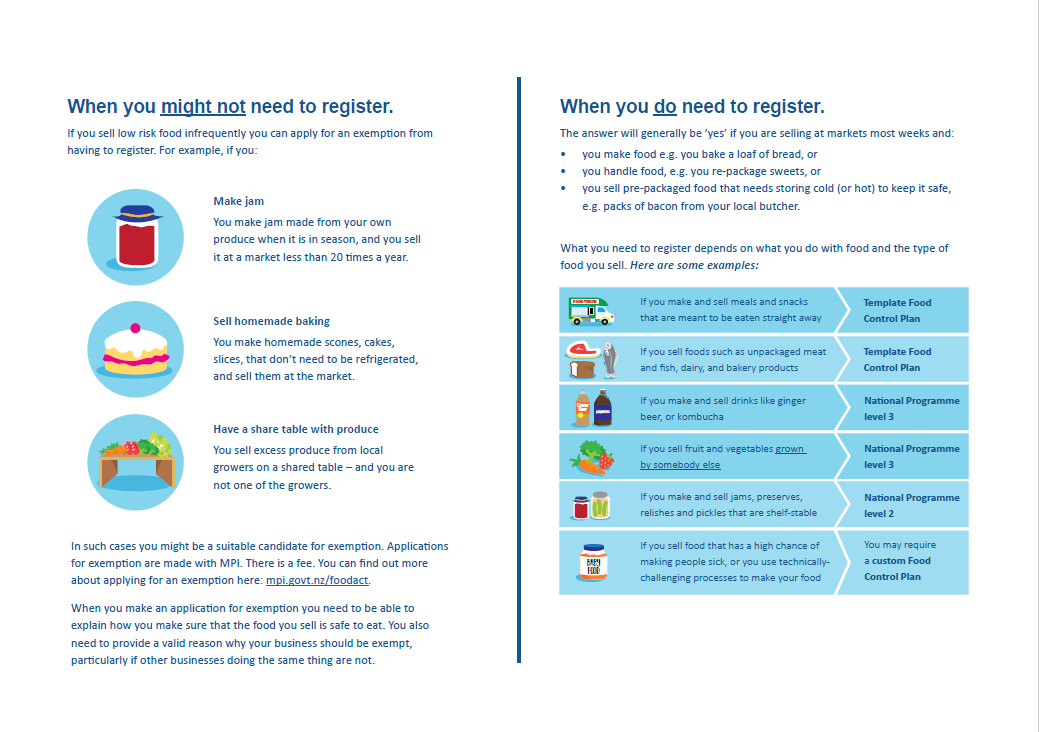 When you might not need to register.
If you sell low risk food infrequently you can apply for an exemption from
having to register. For example, if you:
Make jam
You make jam made from your own
produce when it is in season, and you sell
it at a market less than 20 times a year.
Sell homemade baking
You make homemade scones, cakes,
slices, that don't need to be refrigerated,
and sell them at the market.
Have a share table with produce
You sell excess produce from local
growers on a shared table – and you are
not one of the growers.
In such cases you might be a suitable candidate for exemption. Applications
for exemption are made with MPI. There is a fee. You can find out more
about applying for an exemption here: mpi.govt.nz/foodact.
When you make an application for exemption you need to be able to
explain how you make sure that the food you sell is safe to eat. You also
need to provide a valid reason why your business should be exempt,
particularly if other businesses doing the same thing are not.
When you do need to register.
The answer will generally be 'yes' if you are selling at markets most weeks and:
• you make food e.g. you bake a loaf of bread, or
• you handle food, e.g. you re-package sweets, or
• you sell pre-packaged food that needs storing cold (or hot) to keep it safe,
e.g. packs of bacon from your local butcher.
What you need to register depends on what you do with food and the type of
food you sell. Here are some examples:
FOOD TRUCK
If you make and sell meals and snacks
that are meant to be eaten straight away
Template Food
Control Plan
If you sell foods such as unpackaged meat
and fish, dairy, and bakery products
Template Food
Control Plan
If you make and sell drinks like ginger
beer, or kombucha
National Programme
level 3
If you sell fruit and vegetables grown
by somebody else
National Programme
level 3
If you make and sell jams, preserves,
relishes and pickles that are shelf-stable
National Programme
level 2
BABY
FOOD
If you sell food that has a high chance of
making people sick, or you use technically-
challenging processes to make your food
You may require
a custom Food
Control Plan